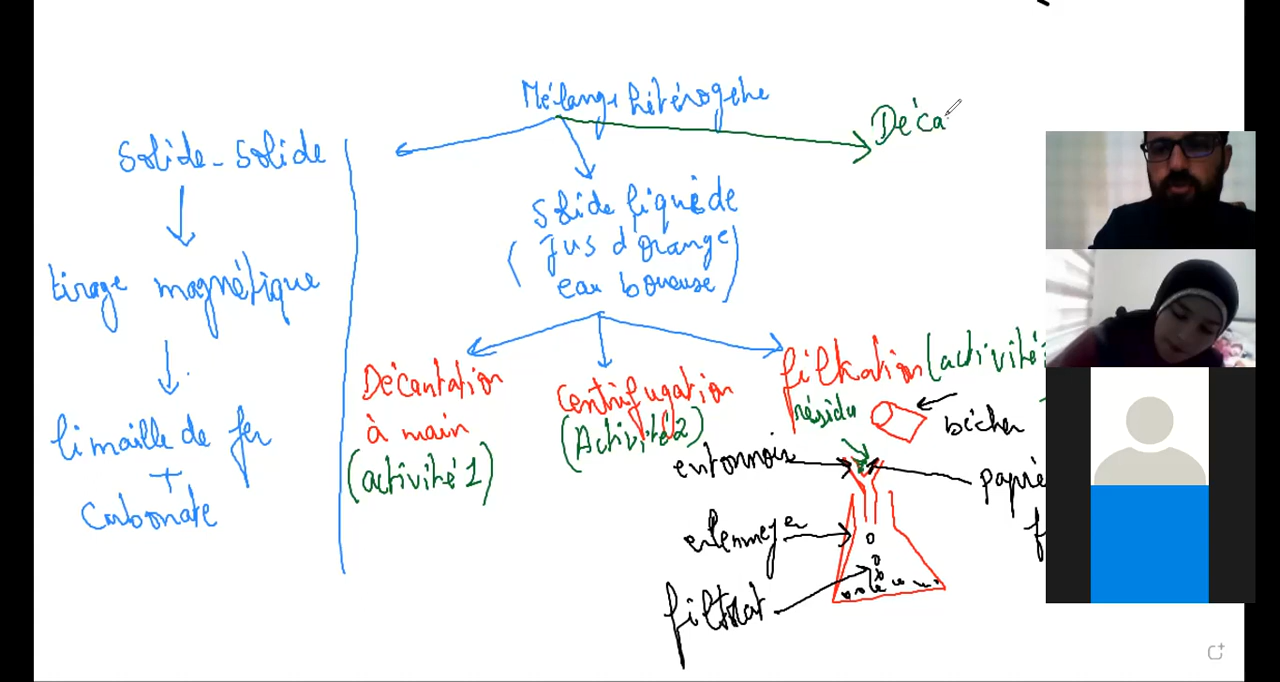 Mélange hétérogène
Solide - Solide
Déca
Solide liquide
(Jus d'orange
eau boueuse)
tirage magnétique
limaille de fer
+
Carbonate
Décantation
à main
(activité 1)
Centrifugation
(Activité 2)
filtration (activité
résidu
bécher
entonnoir
papie
erlenmeyer
f
filtrat